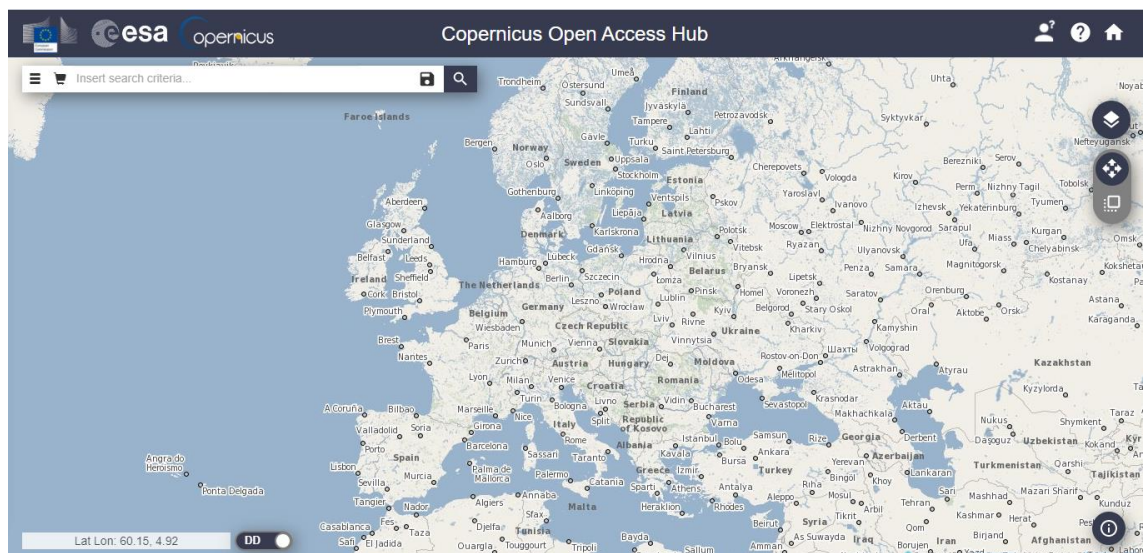 esa
opernicus
Copernicus Open Access Hub
?
Insert search criteria...
Umeå
Uhta
Trondheim
Ostersund
Finland
Noyab
Sundsvall
Jyvaskyla
Petrozavodsk
Syktyvkar
Faroe Islands
Tampere
Lahti
Gavle
Turku
Saint Petersburg
Nefteyugansk
Bergen
Norway
Oslo
Sweden
Uppsala
Cherepovets
Vologda
Kirov
Berezniki
Serov
Stockholm
Estonia
Perm
Nizhny Tagil
Tobolsk
Gothenburg
Linköping
Ventspils
Pskov
Yaroslavl
Ivanovo
Izhevsk
Yekaterinburg
Tyumen
Aberdeen
Aalborg
Liepāja
Latvia
Glasgow
Denmark
Karlskrona
Polotsk
Moscow
Elektrostal
Nizhny Novgorod
Sarapul
Kurgan
Sunderland
Lithuania
Vitebsk
Ryazan
Ulyanovsk
Ufa
Miass
Chelyabinsk
Omsk
Belfast
Leeds
Gdańsk
Hamburg
Lubeck
Hrodna
Vilnius
Ireland
Sheffield
Berlin
Szczecin
Łomza
Belarus
Bryansk
Lipetsk
Penza
Samara
Magnitogorsk
Kostanay
Kokshetau
The Netherlands
Cork
Bristol
Leszno
Poland
Lublin
Pinsk
Homel
Voronezh
Saratov
Orenburg
Astana
Plymouth
Belgium
Germany
Wroclaw
Kyiv
Belgorod
Stary Oskol
Oral
Aktobe
Orsk
Karaganda
Wiesbaden
Czech Republic
Lviv
Rivne
Ukraine
Kharkiv
Kamyshin
Brest
Paris
Munich
Vienna
Slovakia
Vinnytsia
Шахты
Volgograd
Nantes
Zurich
Austria
Hungary
Dej
Moldova
Rostov-on-Don
Atyrau
Kazakhstan
Lyon
Milan
Venice
Romania
Odesa
Melitopol
Astrakhan
Croatia
Kyzylorda
A Coruña
Bilbao
Turin
Bologna
Livno
Serbia
Vidin
Bucharest
Sevastopol
Krasnodar
Aktau
Marseille
Nice
Split
Makhachkala
Nukus
Taraz
Valladolid
Soria
Girona
Italy
Republic
of Kosovo
Varna
Shymkent
Porto
Barcelona
Rome
Istanbul
Bolu
Samsun
Rize
Georgia
Derbent
Daşoguz
Uzbekistan
Kokand
Angra do
Heroismo
Lisbon
Spain
Sassari
Taranto
Albania
Kavala
Bursa
Ankara
Yerevan
Azerbaijan
Turkmenistan
Qarshi
Tajikistan
Sevilla
Murcia
Palma de
Mallorca
Palermo
Catania
Greece
Izmir
Turkey
Bingol
Khoy
Lankaran
Ponta Delgada
Tangier
Nador
Algiers
Annaba
Malta
Sparti
Athens
Antalya
Riha
Mosul
Sari
Mashhad
Mazari Sharif
Kunduz
Sfax
Heraklion
Rhodes
Aleppo
Arbil
Tehran
Casablanca
Fes
Taza
Djelfa
Tunisia
Beirut
Syria
Tikrit
Qom
Kashmar
Herat
Lat Lon: 60.15, 4.92
DD
Safi
El Jadida
Ouargla
Touggourt
Tripoli
Bayda
Sallum
Amman
As Suwayda
Iraq
Borujen
Iran
Birjand
Afghanistan